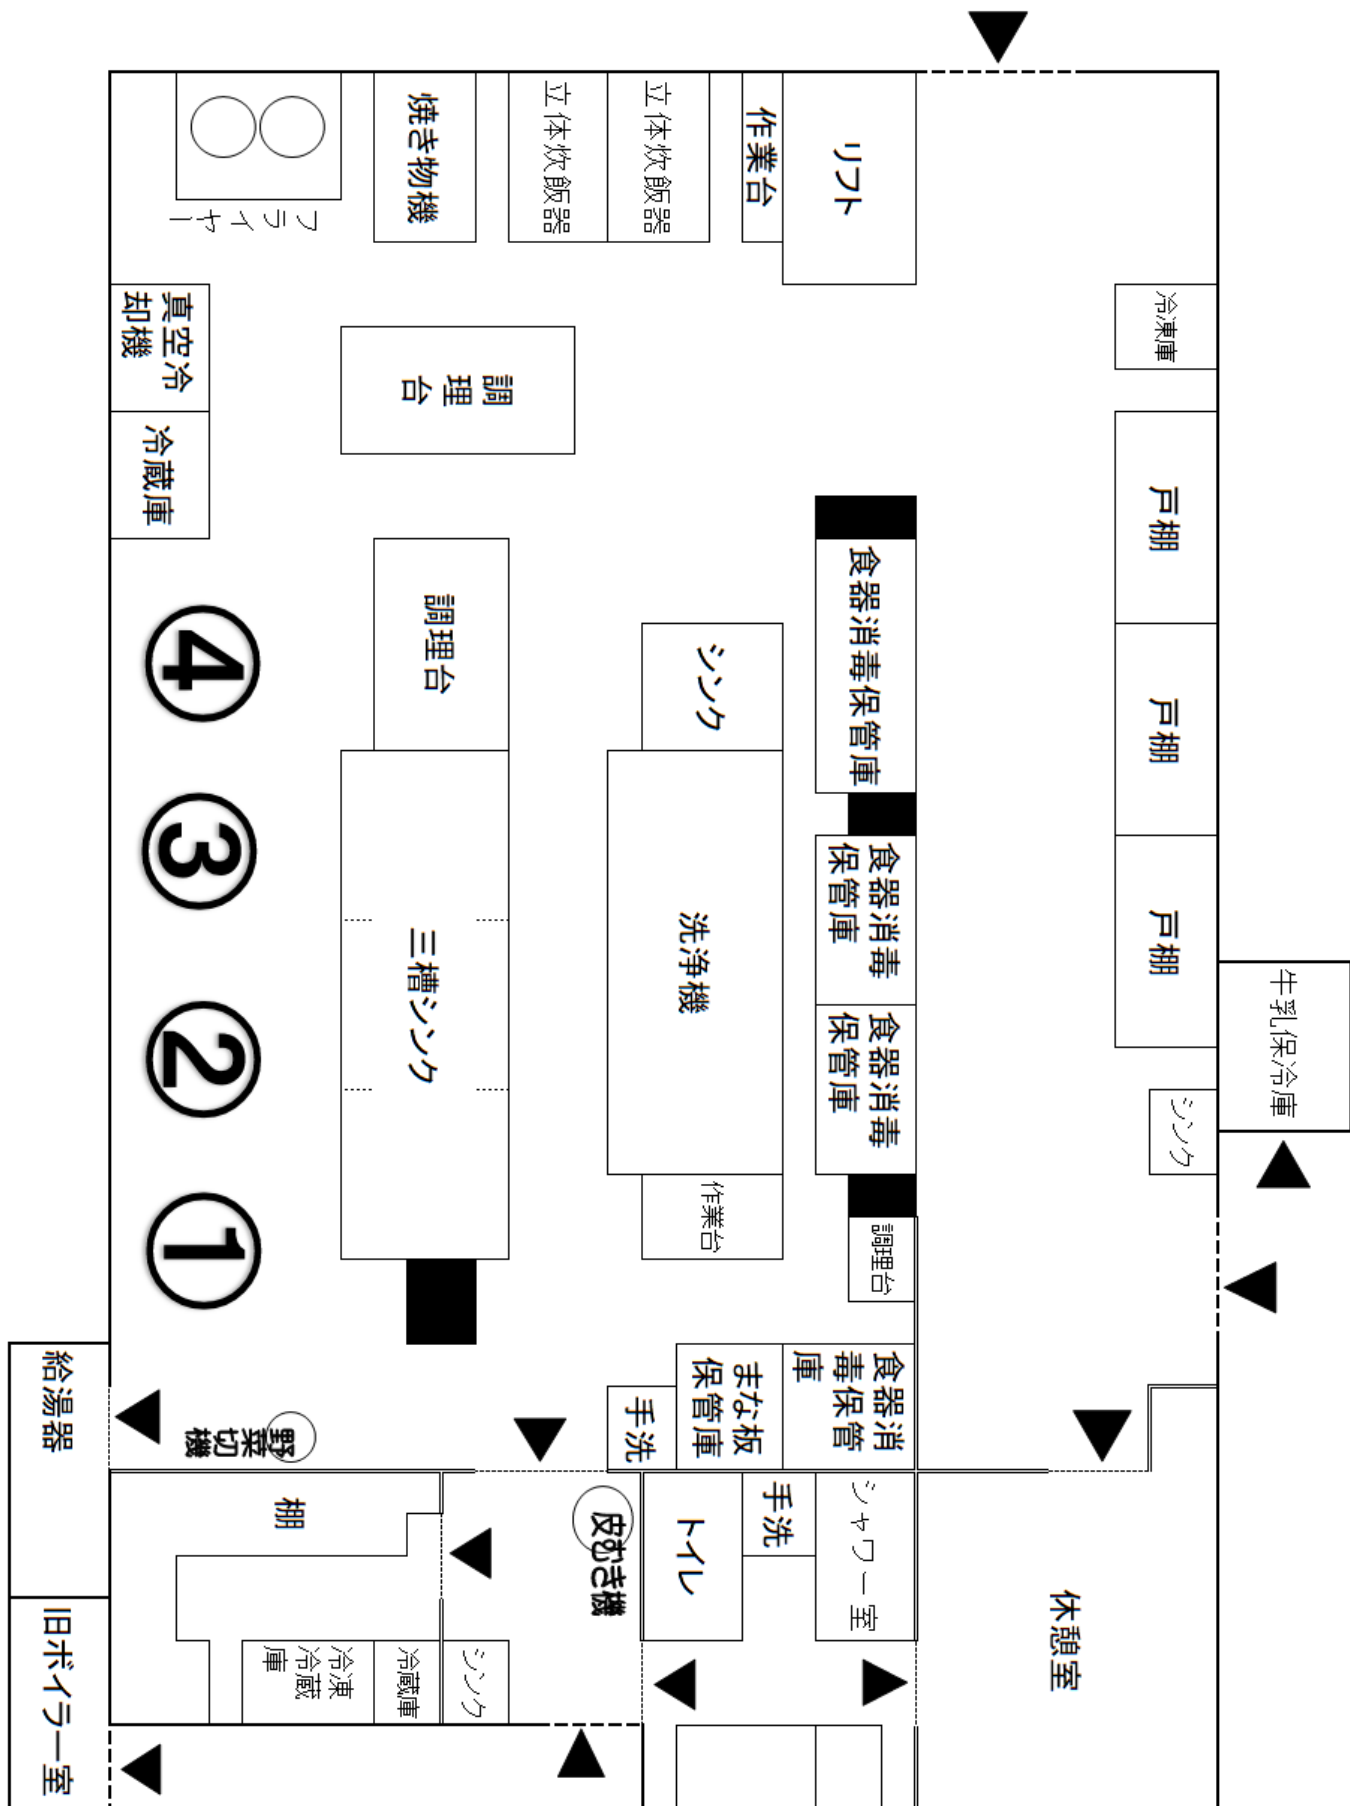 リフト
作業台
立体炊飯器
立体炊飯器
焼き物機
フライヤー
冷凍庫
真空冷
却機
冷蔵庫
調
理
台
戸棚
戸棚
戸棚
食器消毒保管庫
シンク
調理台
④
③
②
①
食器消毒
保管庫
食器消毒
保管庫
洗浄機
三槽シンク
牛乳保冷庫
シンク
作業台
調理台
食器消
毒保管
庫
まな板
保管庫
手洗
野
菜
切
機
給湯器
棚
皮むき機
トイレ
手洗
シャワー室
休憩室
旧ボイラー室
冷凍
冷蔵
庫
冷蔵庫
シンク